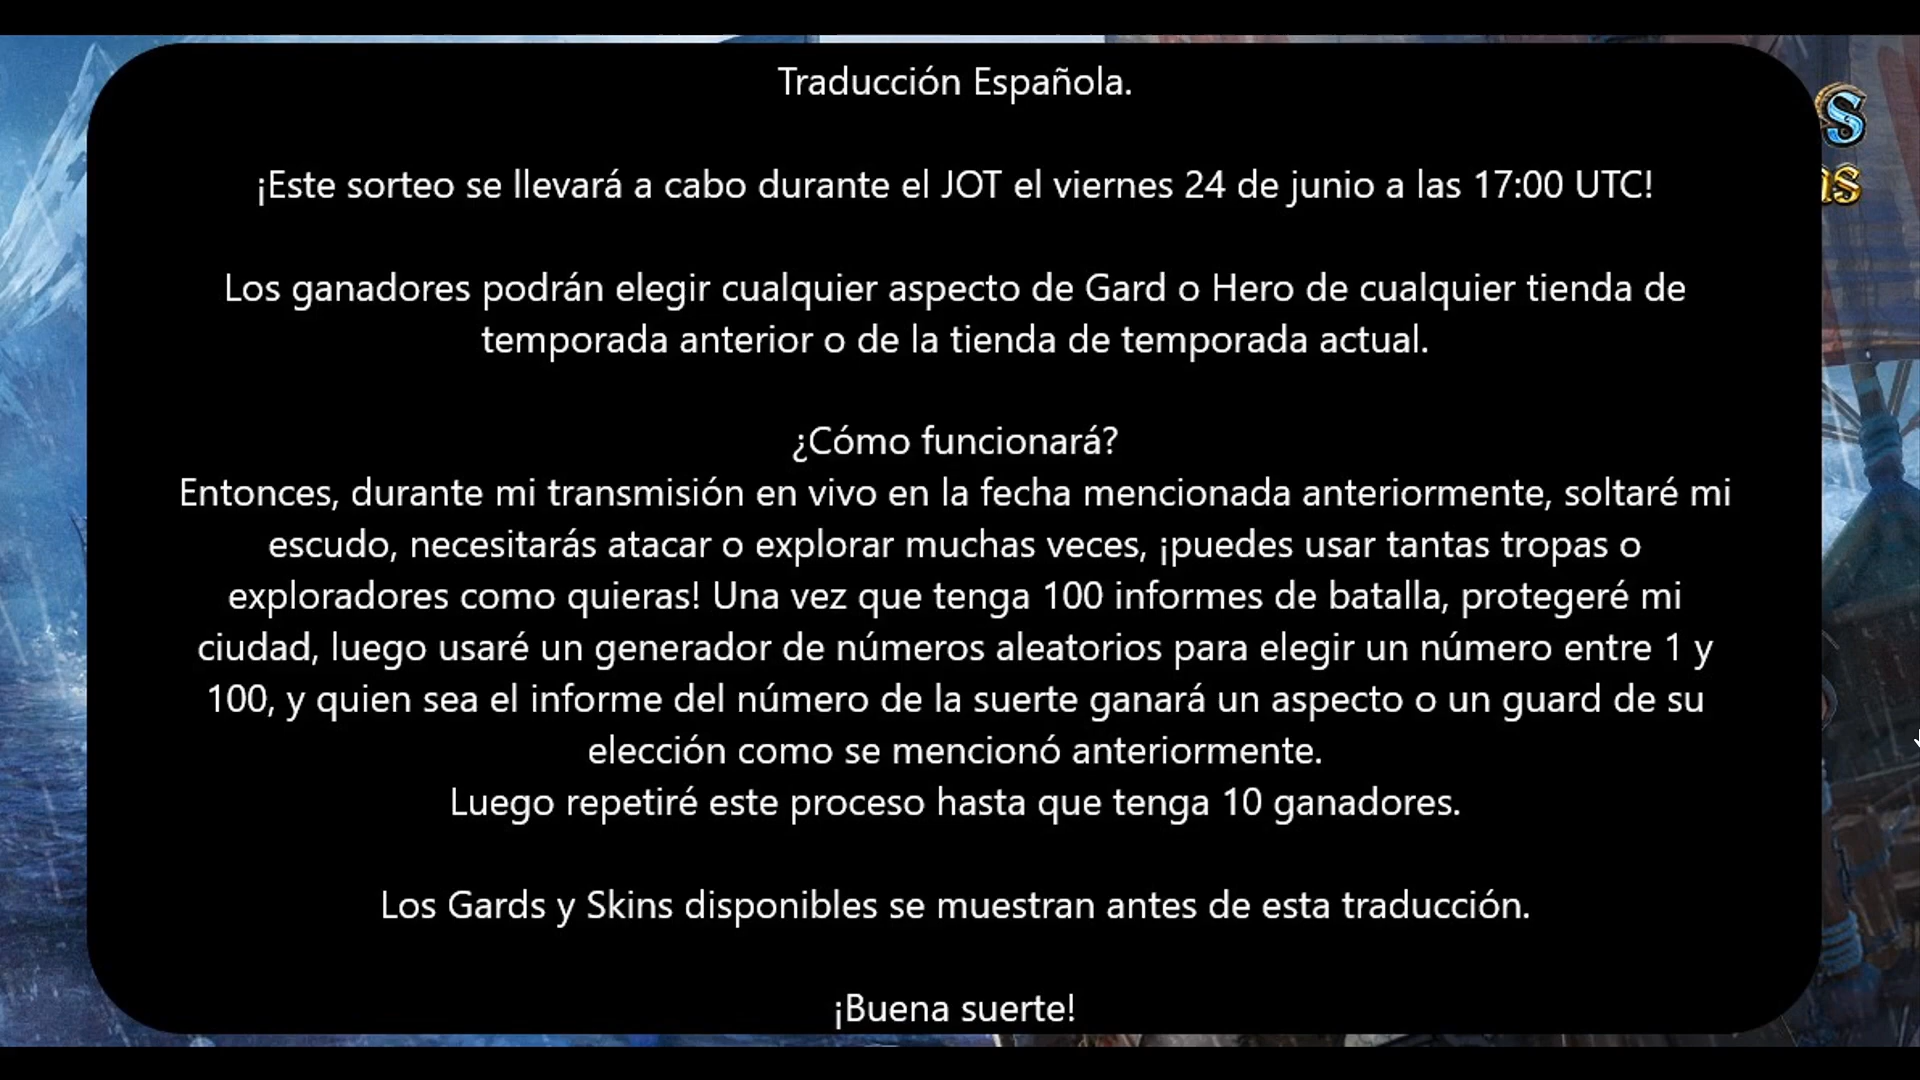 Traducción Española.
¡Este sorteo se llevará a cabo durante el JOT el viernes 24 de junio a las 17:00 UTC!
Los ganadores podrán elegir cualquier aspecto de Gard o Hero de cualquier tienda de
temporada anterior o de la tienda de temporada actual.
¿Cómo funcionará?
Entonces, durante mi transmisión en vivo en la fecha mencionada anteriormente, soltaré mi
escudo, necesitarás atacar o explorar muchas veces, ¡puedes usar tantas tropas o
exploradores como quieras! Una vez que tenga 100 informes de batalla, protegeré mi
ciudad, luego usaré un generador de números aleatorios para elegir un número entre 1 y
100, y quien sea el informe del número de la suerte ganará un aspecto o un guard de su
elección como se mencionó anteriormente.
Luego repetiré este proceso hasta que tenga 10 ganadores.
Los Gards y Skins disponibles se muestran antes de esta traducción.
¡Buena suerte!